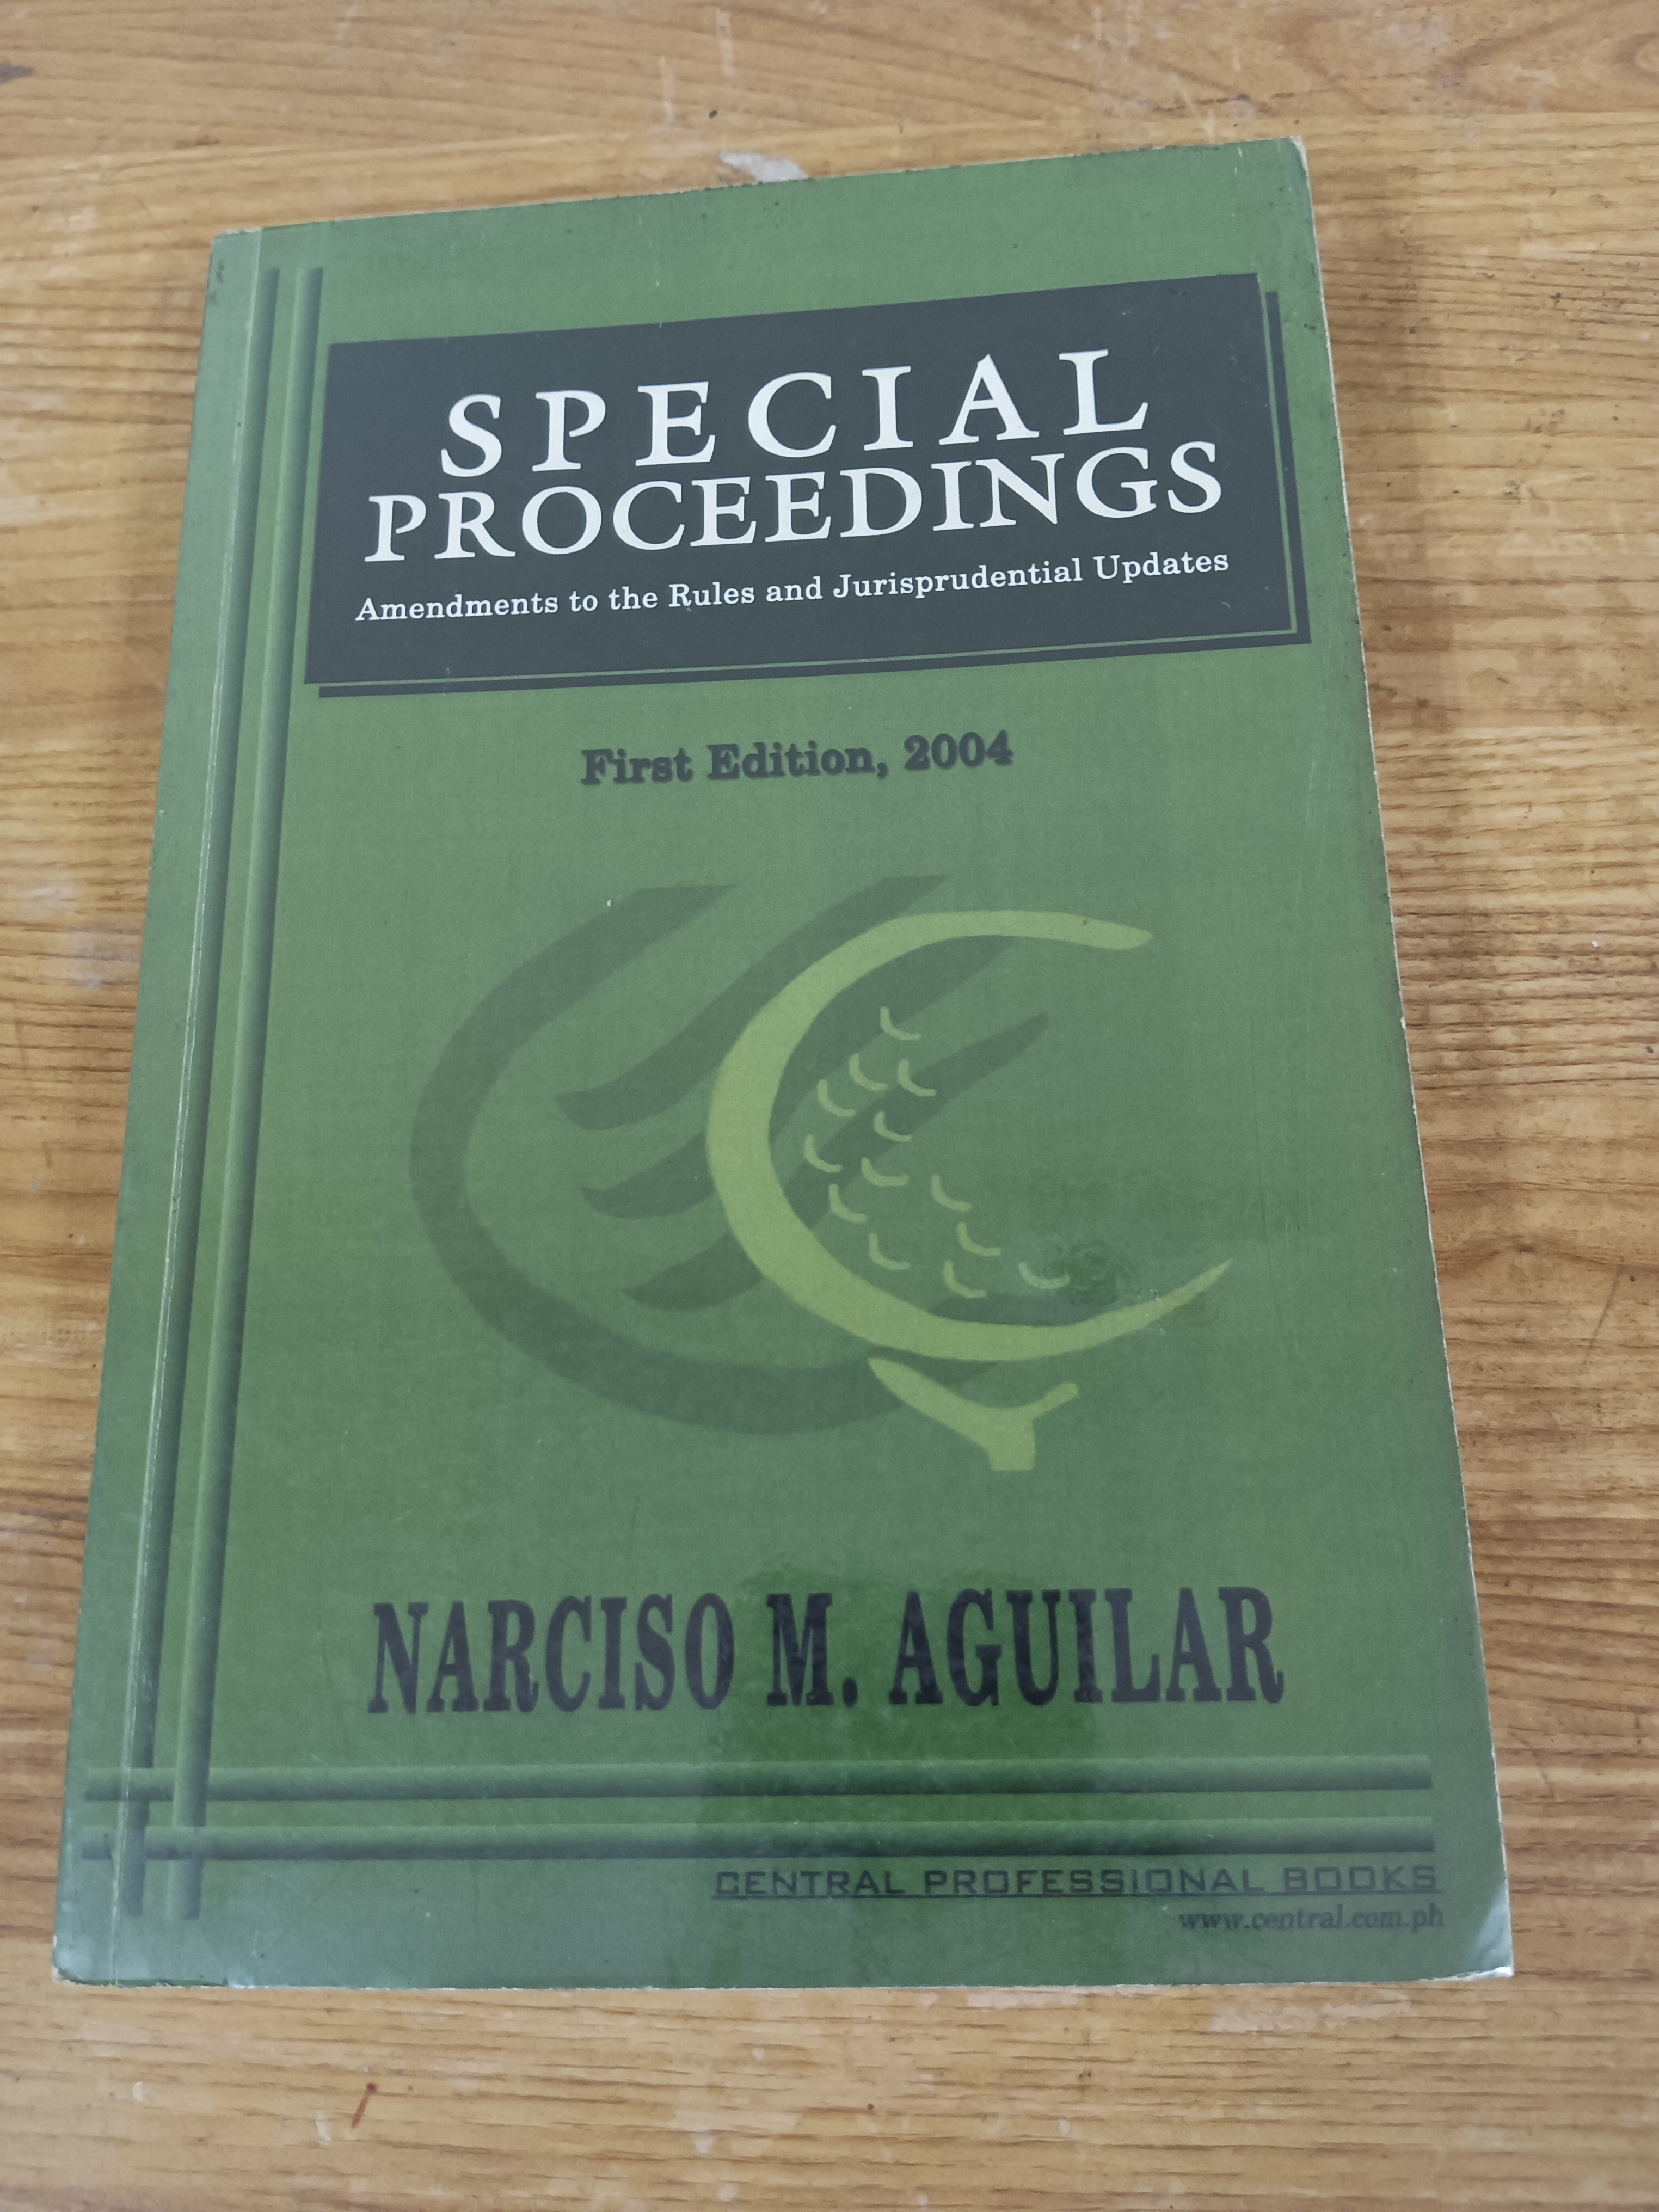 SPECIAL
PROCEEDINGS
Amendments to the Rules and Jurisprudential Updates
First Edition, 2004
NARCISO M. AGUILAR
CENTRAL PROFESSIONAL BOOKS
www.central.com.ph